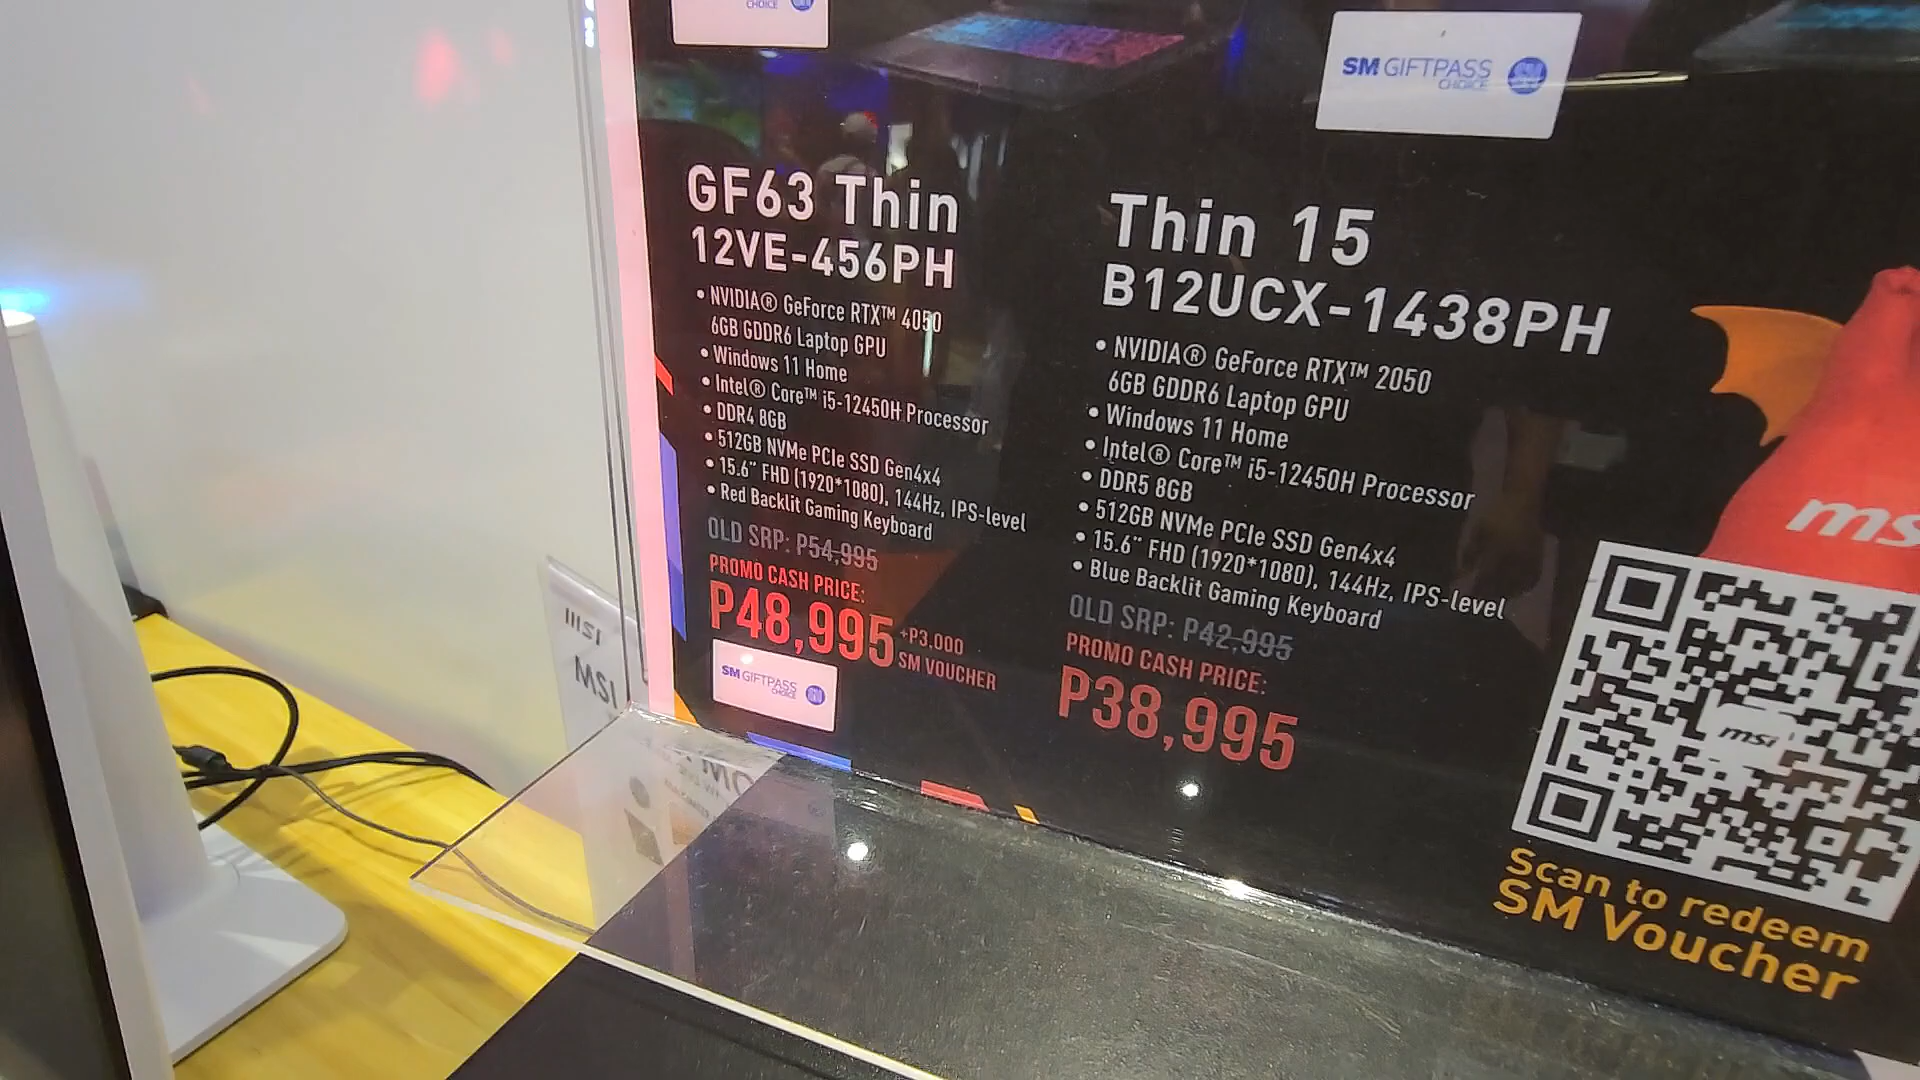 CHOICE
SM GIFTPASS
CHOICE
GF63 Thin
12VE-456PH
• NVIDIA® GeForce RTX™ 4050
6GB GDDR6 Laptop GPU
• Windows 11 Home
• Intel® Core™ i5-12450H Processor
• DDR4 8GB
• 512GB NVMe PCIe SSD Gen4x4
• 15.6" FHD (1920*1080), 144Hz, IPS-level
• Red Backlit Gaming Keyboard
OLD SRP: P54,995
PROMO CASH PRICE:
P48,995
+P3,000
SM VOUCHER
SM GIFTPASS
CHOICE
Thin 15
B12UCX-1438PH
• NVIDIA® GeForce RTX™ 2050
6GB GDDR6 Laptop GPU
• Windows 11 Home
• Intel® Core™ i5-12450H Processor
• DDR5 8GB
• 512GB NVMe PCIe SSD Gen4x4
• 15.6" FHD (1920*1080), 144Hz, IPS-level
• Blue Backlit Gaming Keyboard
OLD SRP: P42,995
PROMO CASH PRICE:
P38,995
msi
Scan to redeem
SM Voucher
msi
MSI